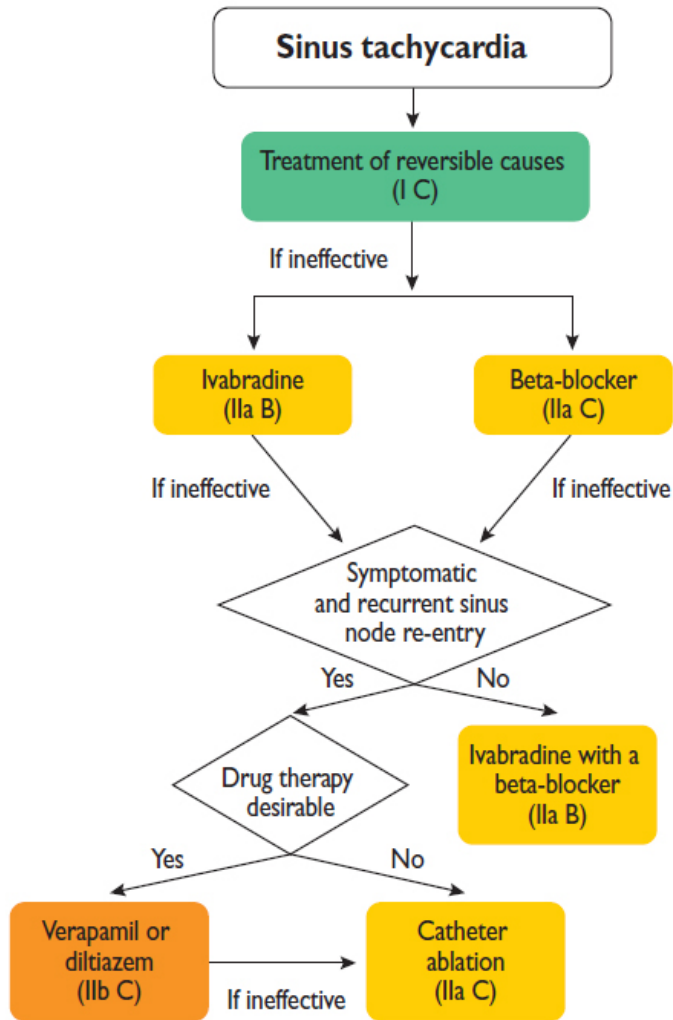 Sinus tachycardia
Treatment of reversible causes
(I C)
If ineffective
Ivabradine
(IIa B)
Beta-blocker
(IIa C)
If ineffective
If ineffective
Symptomatic
and recurrent sinus
node re-entry
Yes
No
Drug therapy
desirable
Ivabradine with a
beta-blocker
(IIa B)
Yes
No
Verapamil or
diltiazem
(IIb C)
If ineffective
Catheter
ablation
(IIa C)